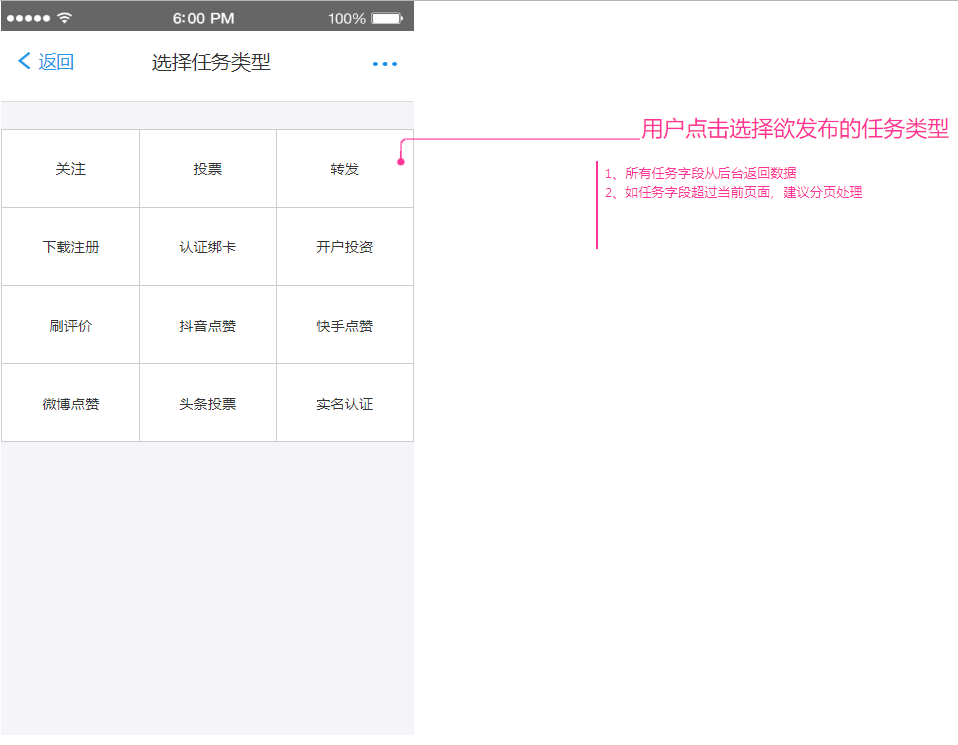 6:00 PM 100%
返回 选择任务类型
用户点击选择欲发布的任务类型
关注 投票 转发
1、所有任务字段从后台返回数据
2、如任务字段超过当前页面，建议分页处理
下载注册 认证绑卡 开户投资
刷评价 抖音点赞 快手点赞
微博点赞 头条投票 实名认证